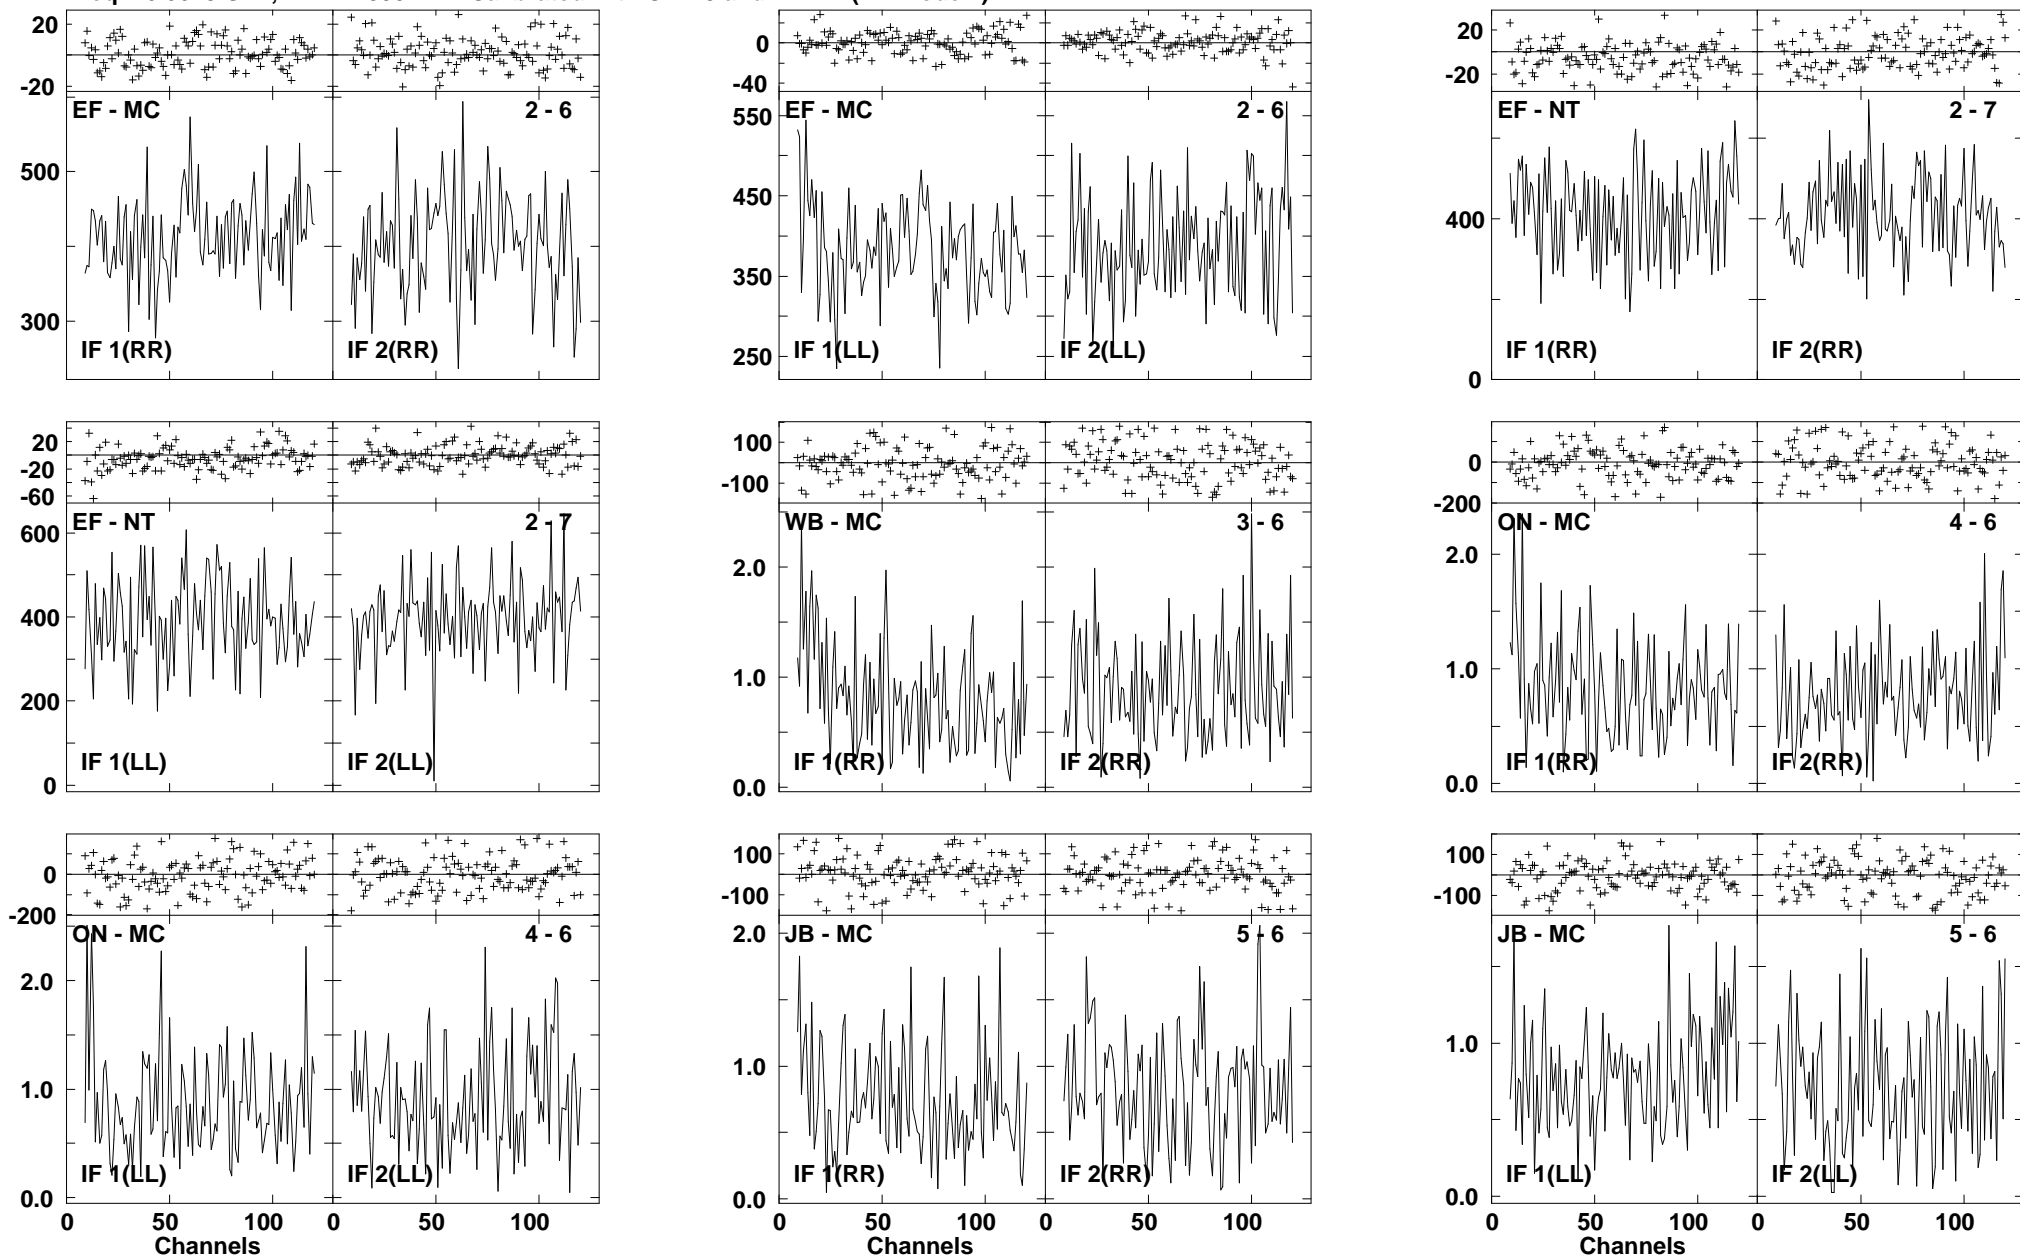 20 0 -20 EF - MC 2 - 6 500 300 IF 1(RR) IF 2(RR)
0 -40 550 EF - MC 2 - 6 450 350 250 IF 1(LL) IF 2(LL)
20 -20 EF - NT 2 - 7 400 0 IF 1(RR) IF 2(RR)
20 -20 -60 EF - NT 2 - 7 600 400 200 0 IF 1(LL) IF 2(LL)
100 -100 WB - MC 3 - 6 2.0 1.0 0.0 IF 1(RR) IF 2(RR)
0 -200 ON - MC 4 - 6 2.0 1.0 0.0 IF 1(RR) IF 2(RR)
0 -200 ON - MC 4 - 6 2.0 1.0 0.0 IF 1(LL) IF 2(LL)
100 -100 JB - MC 5 - 6 2.0 1.0 0.0 IF 1(RR) IF 2(RR)
100 -100 JB - MC 5 - 6 1.0 0.0 IF 1(LL) IF 2(LL)
0 50 100 0 50 100 0 50 100 0 50 100 0 50 100 0 50 100
Channels Channels Channels